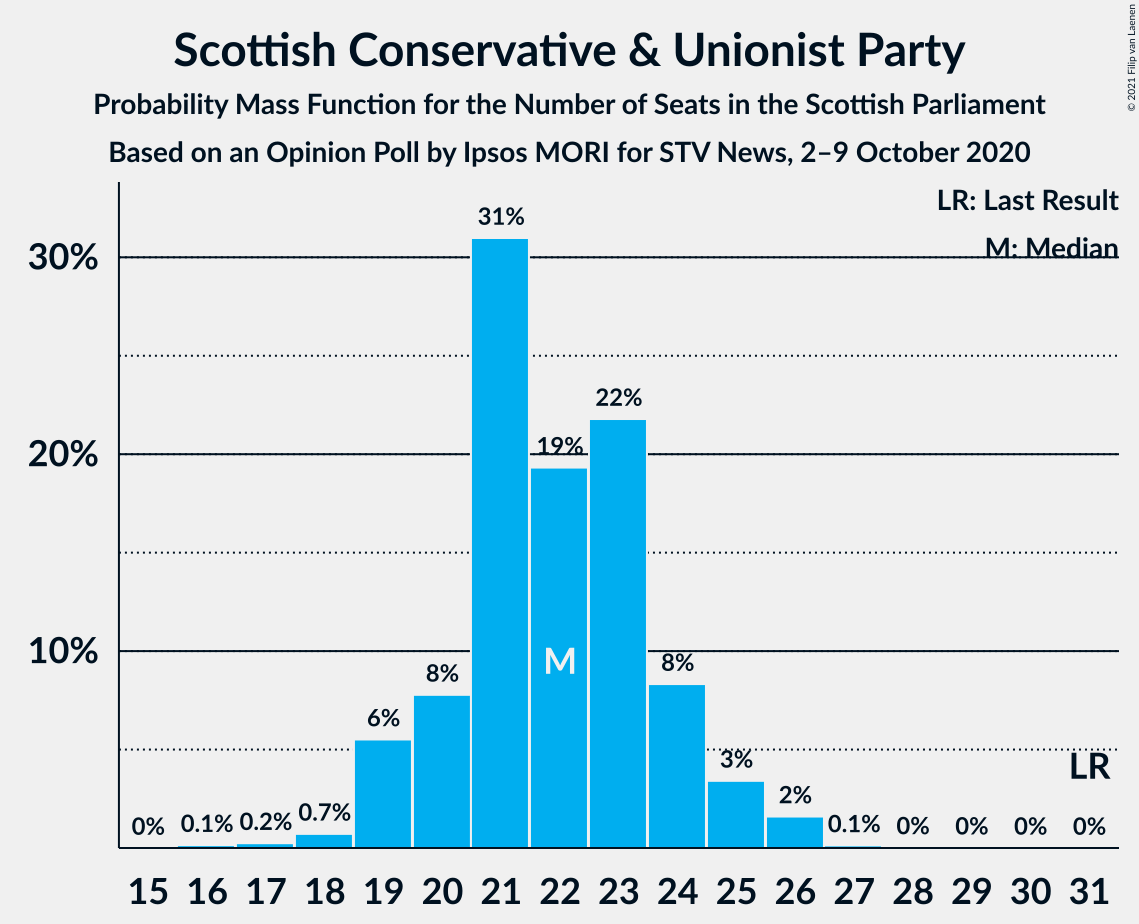 Scottish Conservative & Unionist Party
Probability Mass Function for the Number of Seats in the Scottish Parliament
Based on an Opinion Poll by Ipsos MORI for STV News, 2–9 October 2020
© 2021 Filip van Laenen
LR: Last Result
M: Median
30%
20%
10%
0% 0.1% 0.2% 0.7% 6% 8% 31% 19% 22% 8% 3% 2% 0.1% 0% 0% 0% 0%
M
LR
15 16 17 18 19 20 21 22 23 24 25 26 27 28 29 30 31